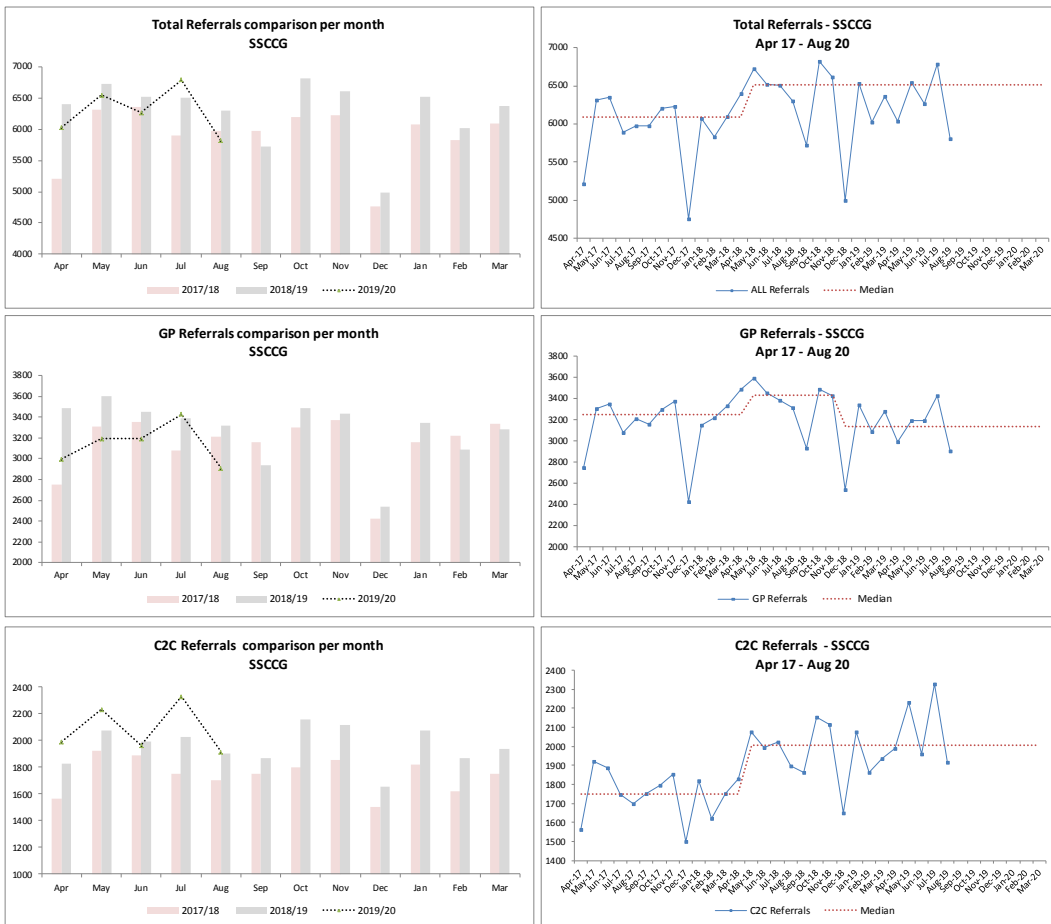 Total Referrals comparison per month
SSCCG
7000
6500
6000
5500
5000
4500
4000
Apr May Jun Jul Aug Sep Oct Nov Dec Jan Feb Mar
2017/18 2018/19 2019/20
Total Referrals - SSCCG
Apr 17 - Aug 20
7000
6500
6000
5500
5000
4500
Apr-17 May-17 Jun-17 Jul-17 Aug-17 Sep-17 Oct-17 Nov-17 Dec-17 Jan-18 Feb-18 Mar-18 Apr-18 May-18 Jun-18 Jul-18 Aug-18 Sep-18 Oct-18 Nov-18 Dec-18 Jan-19 Feb-19 Mar-19 Apr-19 May-19 Jun-19 Jul-19 Aug-19 Sep-19 Oct-19 Nov-19 Dec-19 Jan-20 Feb-20 Mar-20
ALL Referrals Median
GP Referrals comparison per month
SSCCG
3800
3600
3400
3200
3000
2800
2600
2400
2200
2000
Apr May Jun Jul Aug Sep Oct Nov Dec Jan Feb Mar
2017/18 2018/19 2019/20
GP Referrals - SSCCG
Apr 17 - Aug 20
3800
3600
3400
3200
3000
2800
2600
2400
2200
2000
Apr-17 May-17 Jun-17 Jul-17 Aug-17 Sep-17 Oct-17 Nov-17 Dec-17 Jan-18 Feb-18 Mar-18 Apr-18 May-18 Jun-18 Jul-18 Aug-18 Sep-18 Oct-18 Nov-18 Dec-18 Jan-19 Feb-19 Mar-19 Apr-19 May-19 Jun-19 Jul-19 Aug-19 Sep-19 Oct-19 Nov-19 Dec-19 Jan-20 Feb-20 Mar-20
GP Referrals Median
C2C Referrals comparison per month
SSCCG
2400
2200
2000
1800
1600
1400
1200
1000
Apr May Jun Jul Aug Sep Oct Nov Dec Jan Feb Mar
2017/18 2018/19 2019/20
C2C Referrals - SSCCG
Apr 17 - Aug 20
2400
2300
2200
2100
2000
1900
1800
1700
1600
1500
1400
Apr-17 May-17 Jun-17 Jul-17 Aug-17 Sep-17 Oct-17 Nov-17 Dec-17 Jan-18 Feb-18 Mar-18 Apr-18 May-18 Jun-18 Jul-18 Aug-18 Sep-18 Oct-18 Nov-18 Dec-18 Jan-19 Feb-19 Mar-19 Apr-19 May-19 Jun-19 Jul-19 Aug-19 Sep-19 Oct-19 Nov-19 Dec-19 Jan-20 Feb-20 Mar-20
C2C Referrals Median